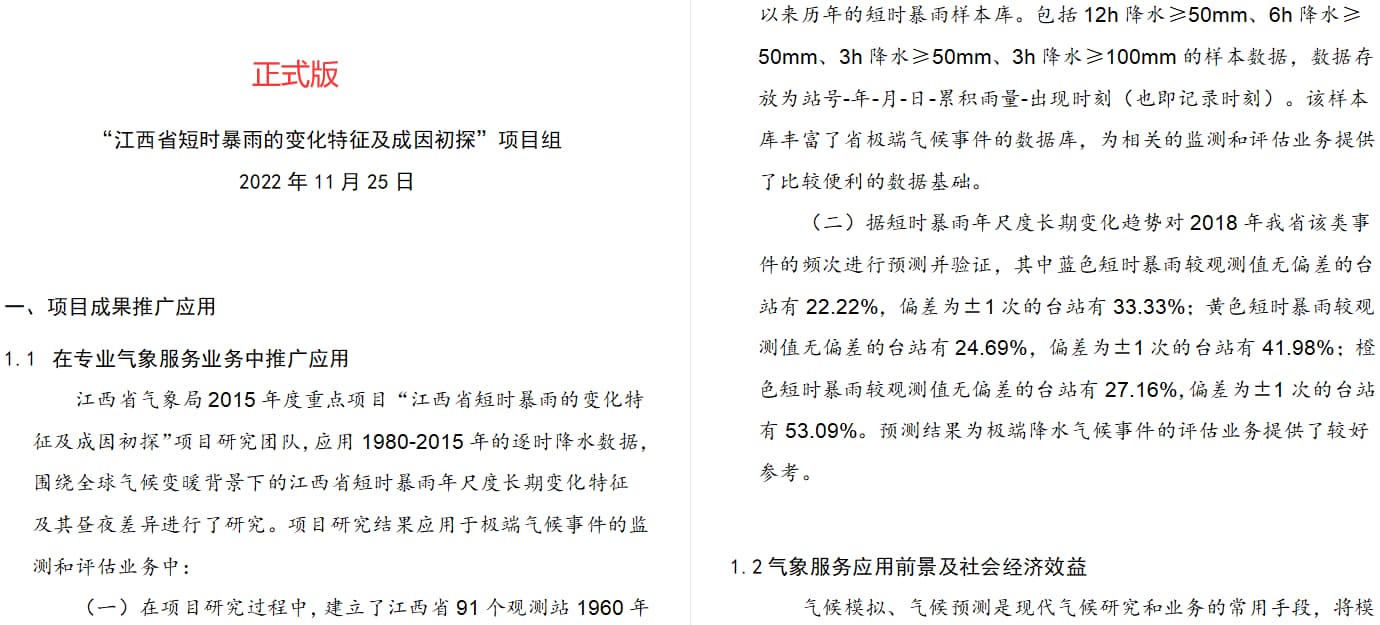 正式版
“江西省短时暴雨的变化特征及成因初探”项目组
2022 年 11 月 25 日
一、项目成果推广应用
1.1 在专业气象服务业务中推广应用
江西省气象局 2015 年度重点项目“江西省短时暴雨的变化特
征及成因初探”项目研究团队,应用 1980-2015 年的逐时降水数据，
围绕全球气候变暖背景下的江西省短时暴雨年尺度长期变化特征
及其昼夜差异进行了研究。项目研究结果应用于极端气候事件的监
测和评估业务中：
（一）在项目研究过程中,建立了江西省 91 个观测站 1960 年
以来历年的短时暴雨样本库。包括 12h 降水≥50mm、6h 降水≥
50mm、3h 降水≥50mm、3h 降水≥100mm 的样本数据，数据存
放为站号-年-月-日-累积雨量-出现时刻（也即记录时刻）。该样本
库丰富了省极端气候事件的数据库，为相关的监测和评估业务提供
了比较便利的数据基础。
（二）据短时暴雨年尺度长期变化趋势对 2018 年我省该类事
件的频次进行预测并验证，其中蓝色短时暴雨较观测值无偏差的台
站有 22.22%，偏差为±1 次的台站有 33.33%；黄色短时暴雨较观
测值无偏差的台站有 24.69%，偏差为±1 次的台站有 41.98%；橙
色短时暴雨较观测值无偏差的台站有 27.16%,偏差为±1 次的台站
有 53.09%。预测结果为极端降水气候事件的评估业务提供了较好
参考。
1.2 气象服务应用前景及社会经济效益
气候模拟、气候预测是现代气候研究和业务的常用手段，将模